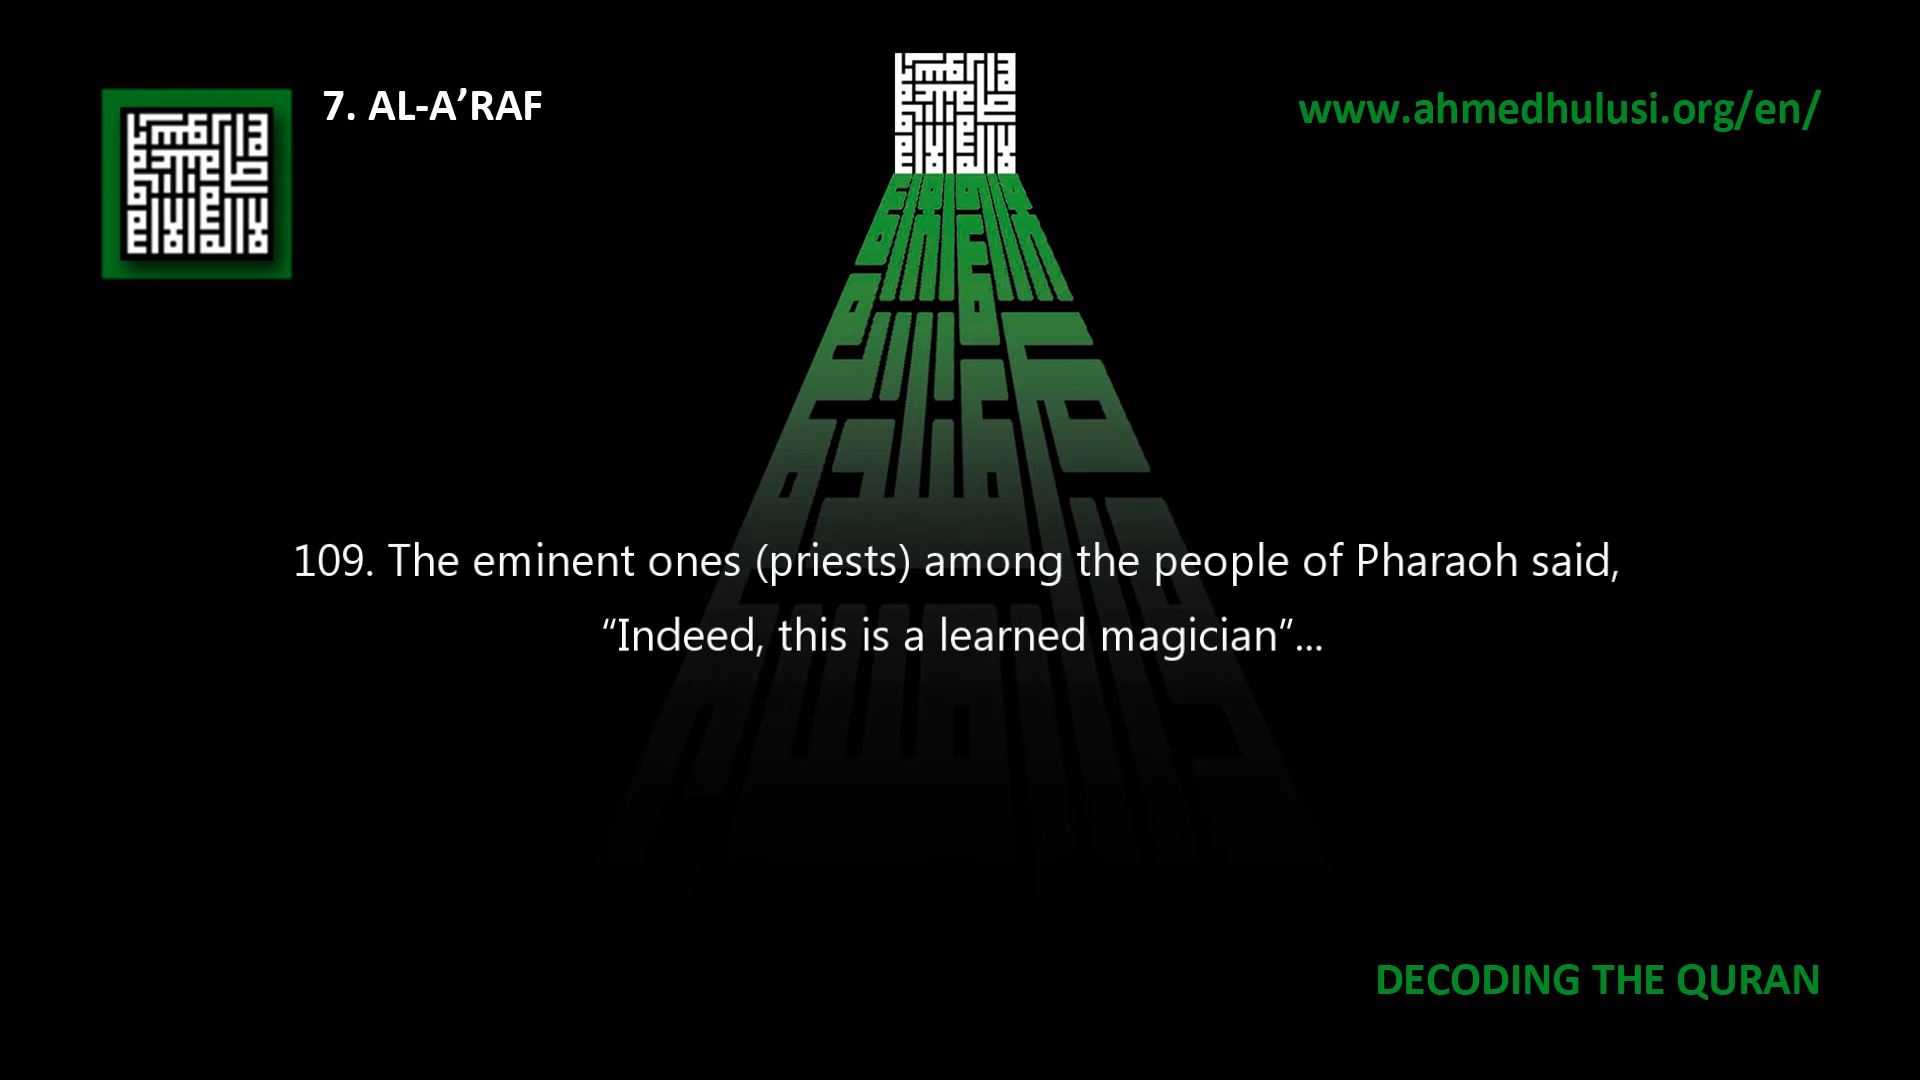 7. AL-A’RAF
www.ahmedhulusi.org/en/
109. The eminent ones (priests) among the people of Pharaoh said,
“Indeed, this is a learned magician”...
DECODING THE QURAN